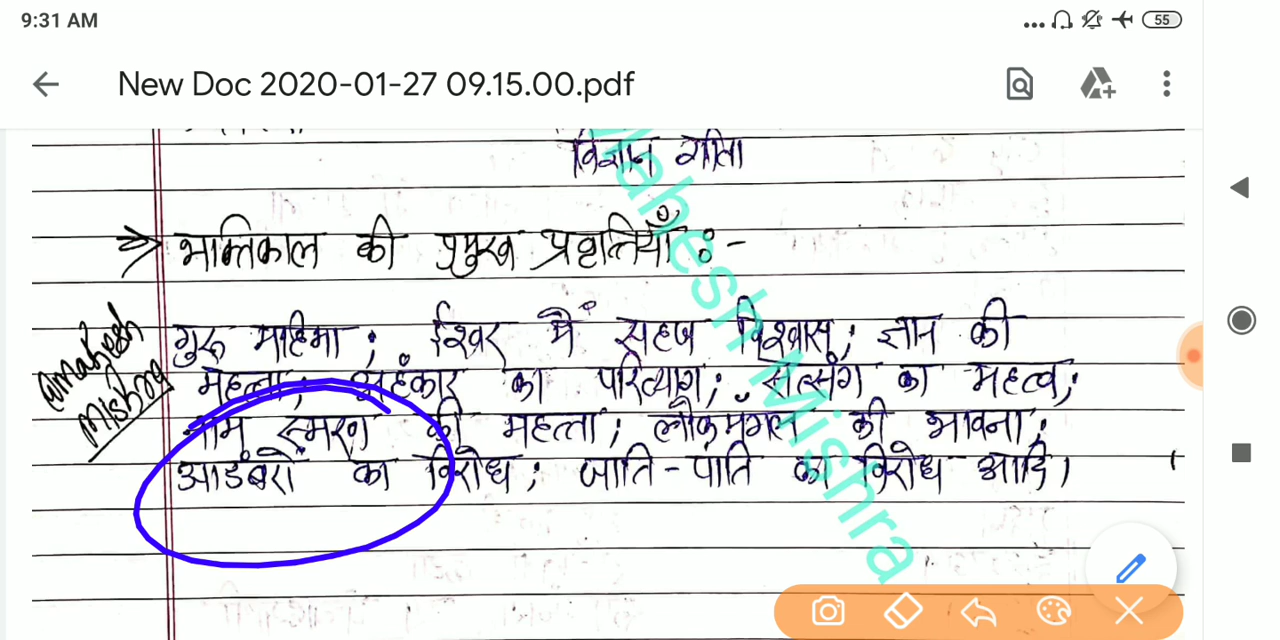 9:31 AM
55
New Doc 2020-01-27 09.15.00.pdf
विज्ञान गीता
=> भक्तिकाल की प्रमुख प्रवृत्तियाँ :-
गुरु महिमा ; ईश्वर में सहज विश्वास ; ज्ञान की
महत्ता ; अहंकार का परित्याग ; सत्संग का महत्व ;
नाम स्मरण की महत्ता ; लोकमंगल की भावना ;
आडंबरो का विरोध ; जाति - पाति का विरोध आदि ।
@mahesh
Mishra
Mahesh Mishra